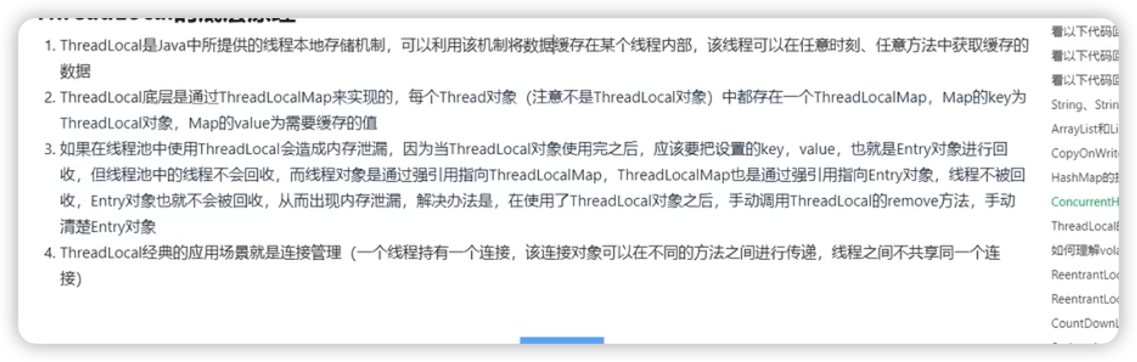 ThreadLocal的底层原理
1. ThreadLocal是Java中所提供的线程本地存储机制，可以利用该机制将数据缓存在某个线程内部，该线程可以在任意时刻、任意方法中获取缓存的
数据
2. ThreadLocal底层是通过ThreadLocalMap来实现的，每个Thread对象（注意不是ThreadLocal对象）中都存在一个ThreadLocalMap，Map的key为
ThreadLocal对象，Map的value为需要缓存的值
3. 如果在线程池中使用ThreadLocal会造成内存泄漏，因为当ThreadLocal对象使用完之后，应该要把设置的key，value，也就是Entry对象进行回
收，但线程池中的线程不会回收，而线程对象是通过强引用指向ThreadLocalMap，ThreadLocalMap也是通过强引用指向Entry对象，线程不被回
收，Entry对象也就不会被回收，从而出现内存泄漏，解决办法是，在使用了ThreadLocal对象之后，手动调用ThreadLocal的remove方法，手动
清楚Entry对象
4. ThreadLocal经典的应用场景就是连接管理（一个线程持有一个连接，该连接对象可以在不同的方法之间进行传递，线程之间不共享同一个连
接）
看以下代码回
看以下代码回
看以下代码回
String、Strin
ArrayList和Li
CopyOnWrit
HashMap的扩
ConcurrentH
ThreadLocal的
如何理解vola
ReentrantLoc
ReentrantLoc
CountDownL